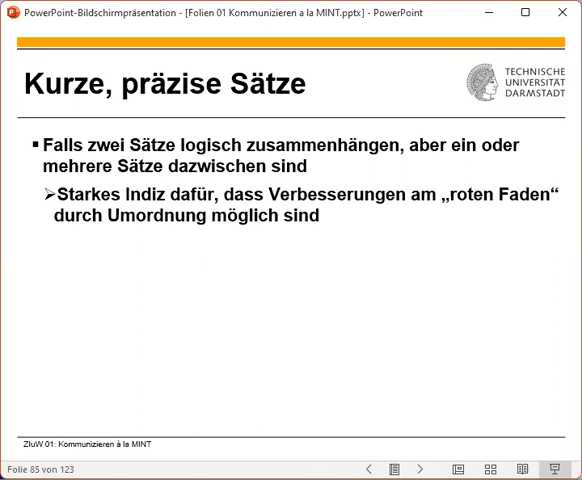 PowerPoint-Bildschirmpräsentation - [Folien 01 Kommunizieren a la MINT.pptx] - PowerPoint
Kurze, präzise Sätze
TECHNISCHE
UNIVERSITÄT
DARMSTADT
Falls zwei Sätze logisch zusammenhängen, aber ein oder
mehrere Sätze dazwischen sind
Starkes Indiz dafür, dass Verbesserungen am „roten Faden“
durch Umordnung möglich sind
ZIuW 01: Kommunizieren à la MINT
Folie 85 von 123